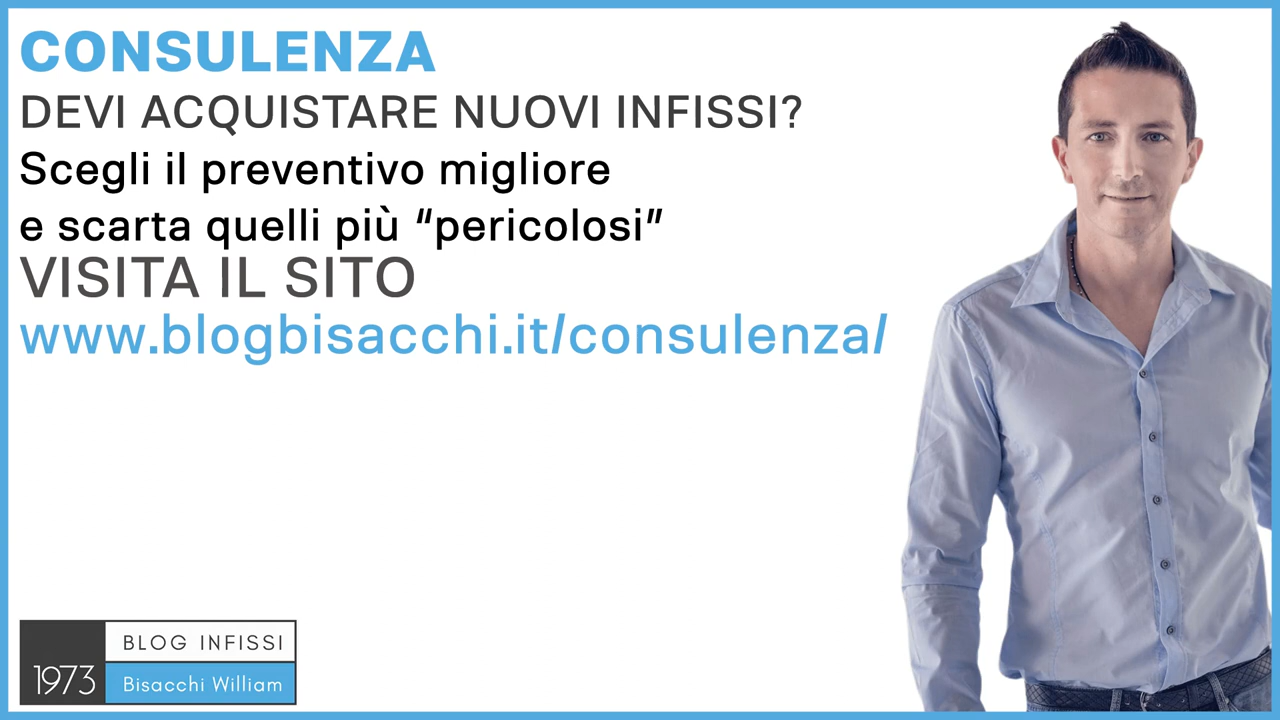 CONSULENZA
DEVI ACQUISTARE NUOVI INFISSI?
Scegli il preventivo migliore
e scarta quelli più “pericolosi”
VISITA IL SITO
www.blogbisacchi.it/consulenza/
BLOG INFISSI
1973 Bisacchi William